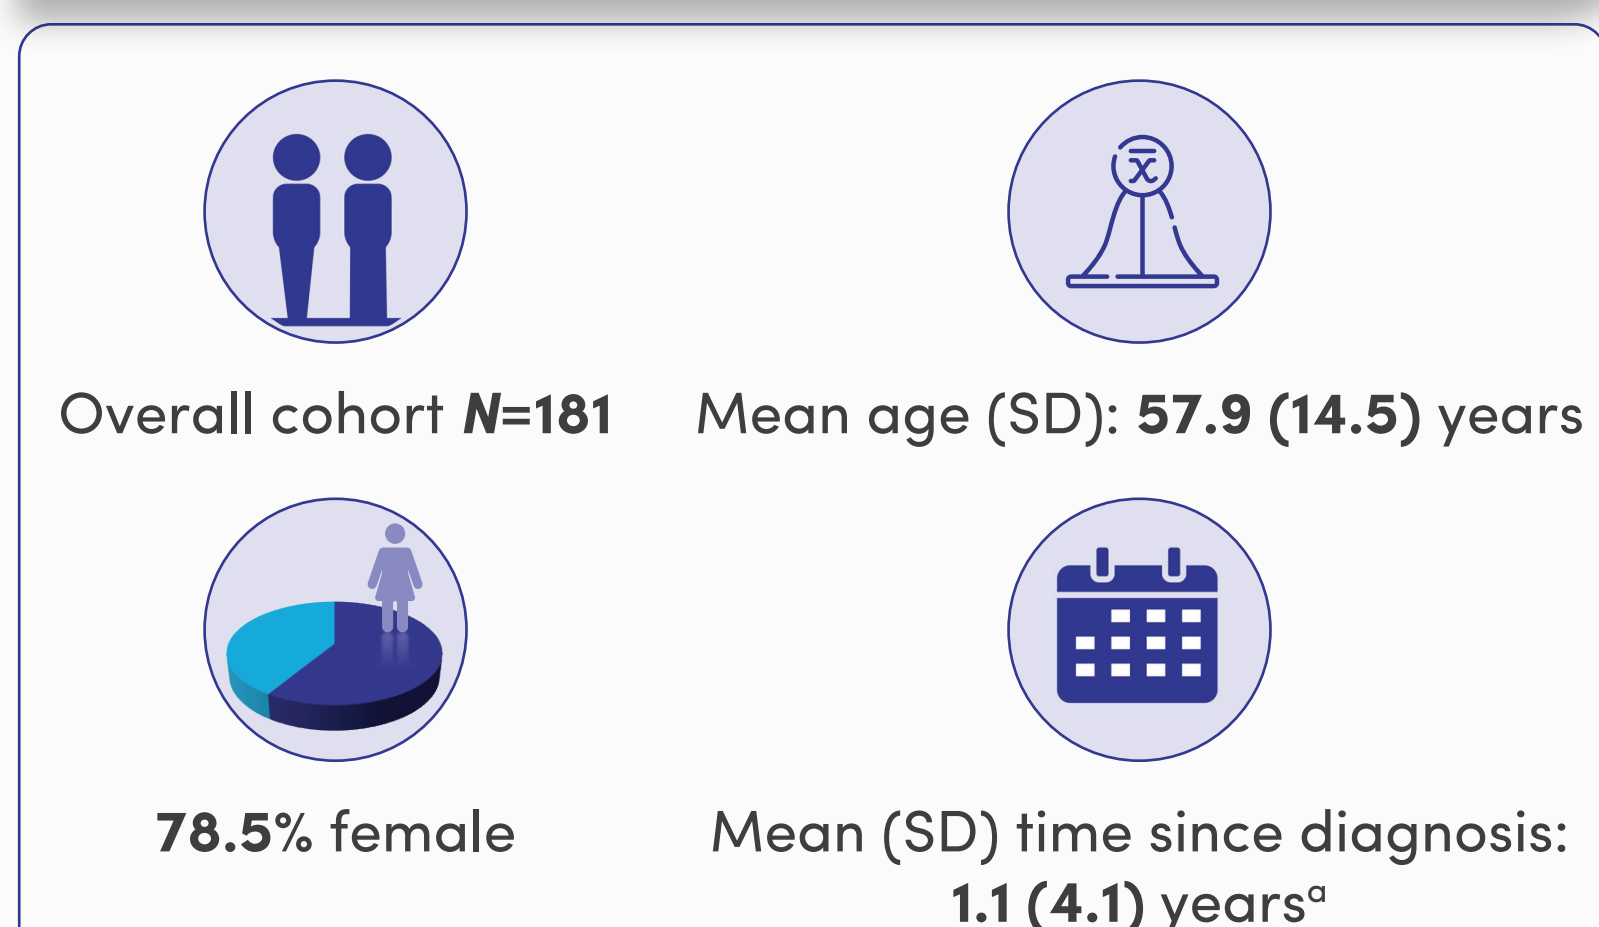 x̄
Overall cohort N=181
Mean age (SD): 57.9 (14.5) years
78.5% female
Mean (SD) time since diagnosis:
1.1 (4.1) yearsᵃ